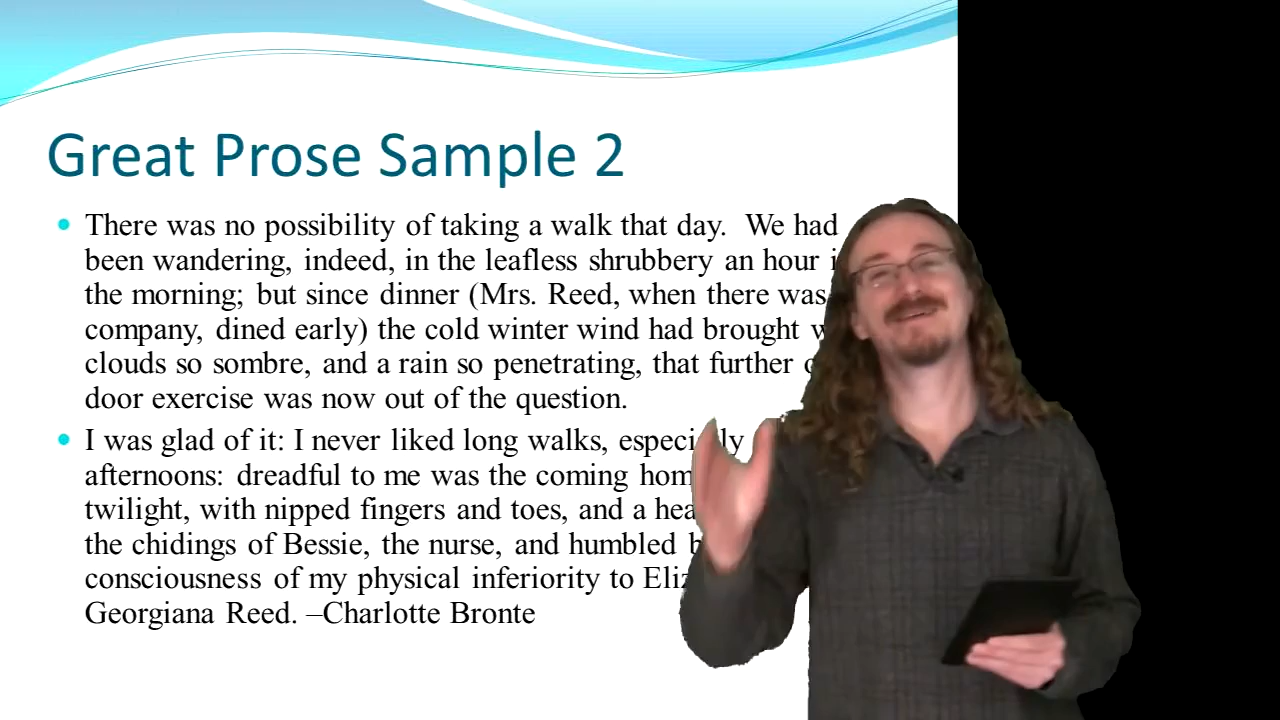 Great Prose Sample 2
There was no possibility of taking a walk that day. We had
been wandering, indeed, in the leafless shrubbery an hour
the morning; but since dinner (Mrs. Reed, when there was
company, dined early) the cold winter wind had brought
clouds so sombre, and a rain so penetrating, that further
door exercise was now out of the question.
I was glad of it: I never liked long walks,
afternoons: dreadful to me was the coming
twilight, with nipped fingers and toes, and a
the chidings of Bessie, the nurse, and humbled
consciousness of my physical inferiority to
Georgiana Reed. –Charlotte Bronte